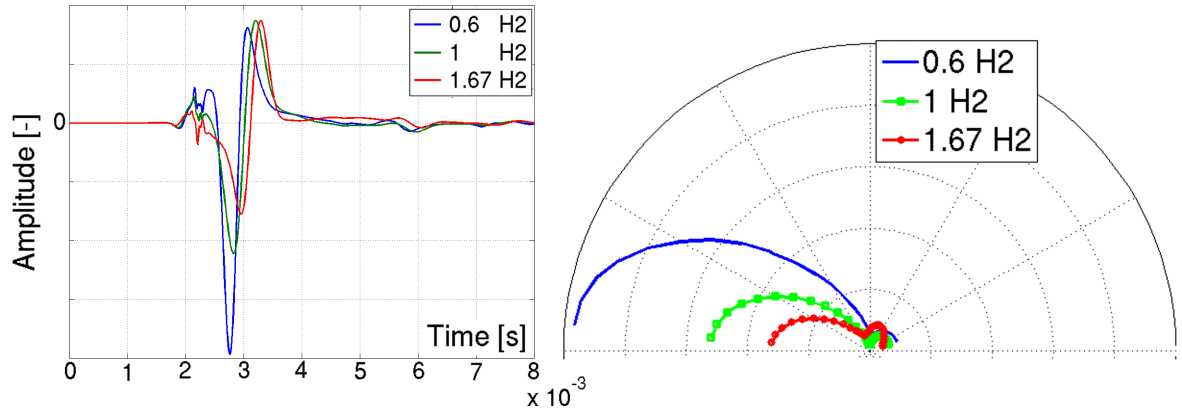 0.6 H2
1 H2
1.67 H2
0
Amplitude [-]
Time [s]
0 1 2 3 4 5 6 7 8
x 10^-3
0.6 H2
1 H2
1.67 H2